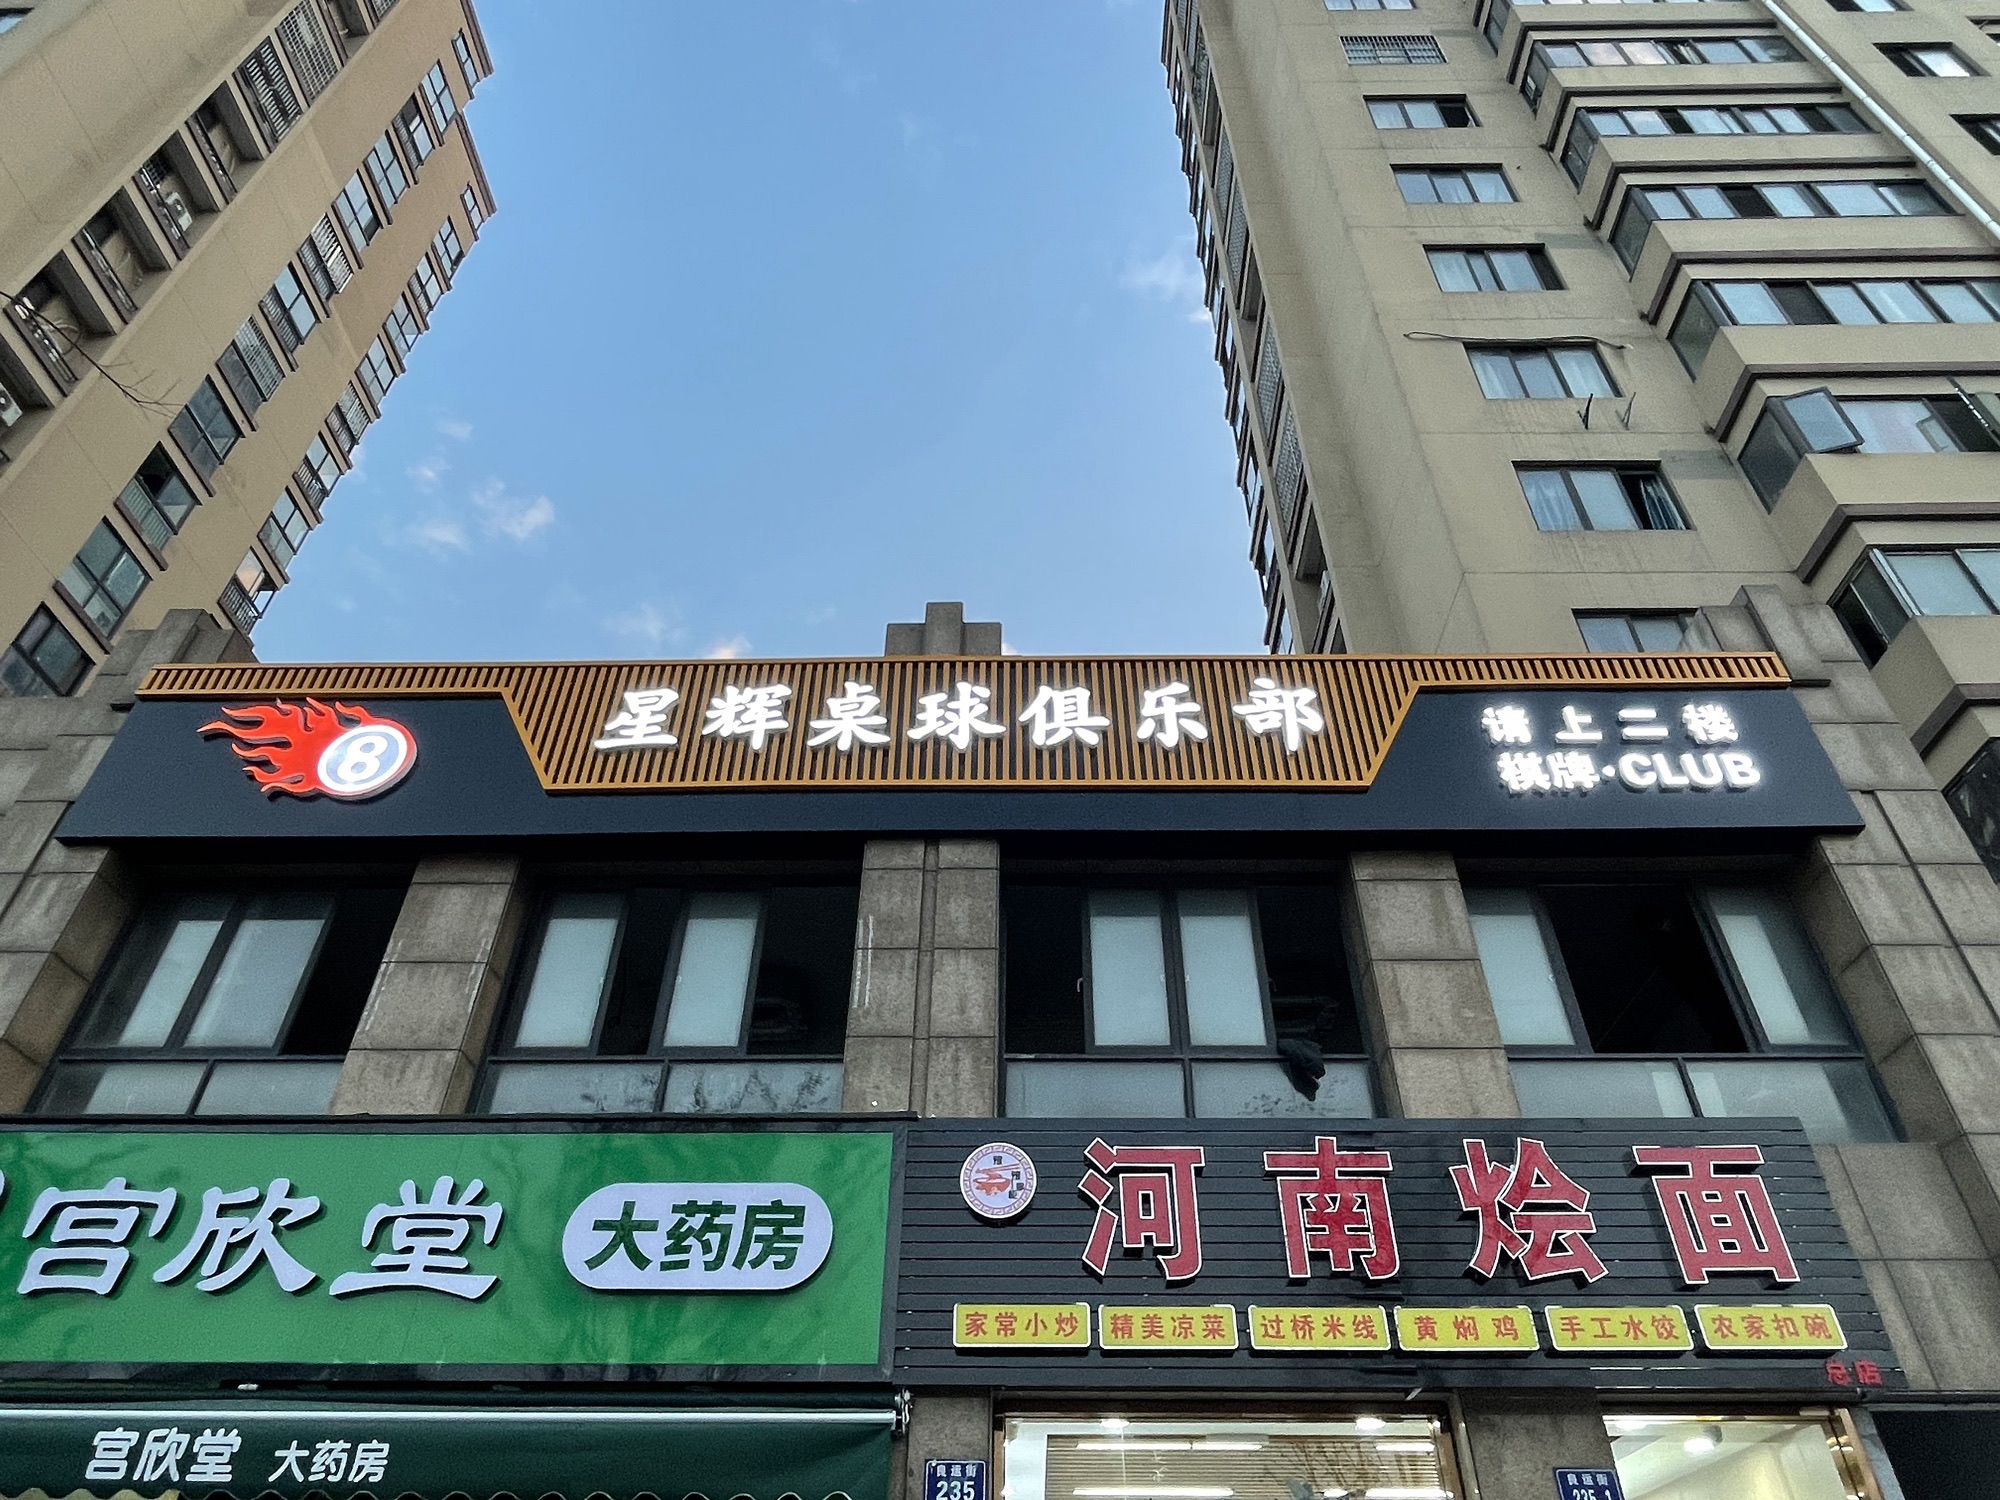 8
星辉桌球俱乐部
请上二楼
棋牌·CLUB
宫欣堂 大药房
河南烩面
家常小炒 精美凉菜 过桥米线 黄焖鸡 手工水饺 农家扣碗
总店
宫欣堂 大药房
良运街
235
良运街
235-1